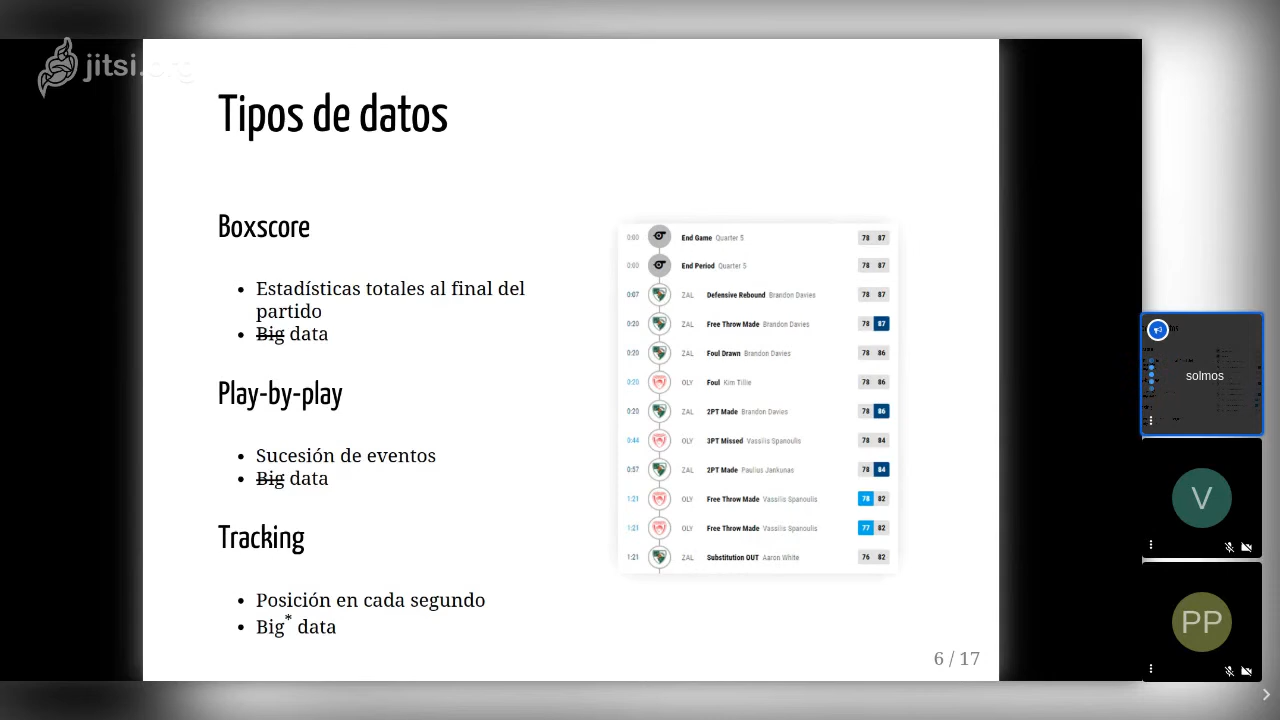 jitsi.org
Tipos de datos
Boxscore
• Estadísticas totales al final del
partido
• Big data
Play-by-play
• Sucesión de eventos
• Big data
Tracking
• Posición en cada segundo
• Big* data
0:00 End Game Quarter 5 78 87
0:00 End Period Quarter 5 78 87
0:07 ZAL Defensive Rebound Brandon Davies 78 87
0:20 ZAL Free Throw Made Brandon Davies 78 87
0:20 ZAL Foul Drawn Brandon Davies 78 86
0:20 OLY Foul Kim Tillie 78 86
0:20 ZAL 2PT Made Brandon Davies 78 86
0:44 OLY 3PT Missed Vassilis Spanoulis 78 84
0:57 ZAL 2PT Made Paulius Jankunas 78 84
1:21 OLY Free Throw Made Vassilis Spanoulis 78 82
1:21 OLY Free Throw Made Vassilis Spanoulis 77 82
1:21 ZAL Substitution OUT Aaron White 76 82
6 / 17
solmos
V
PP